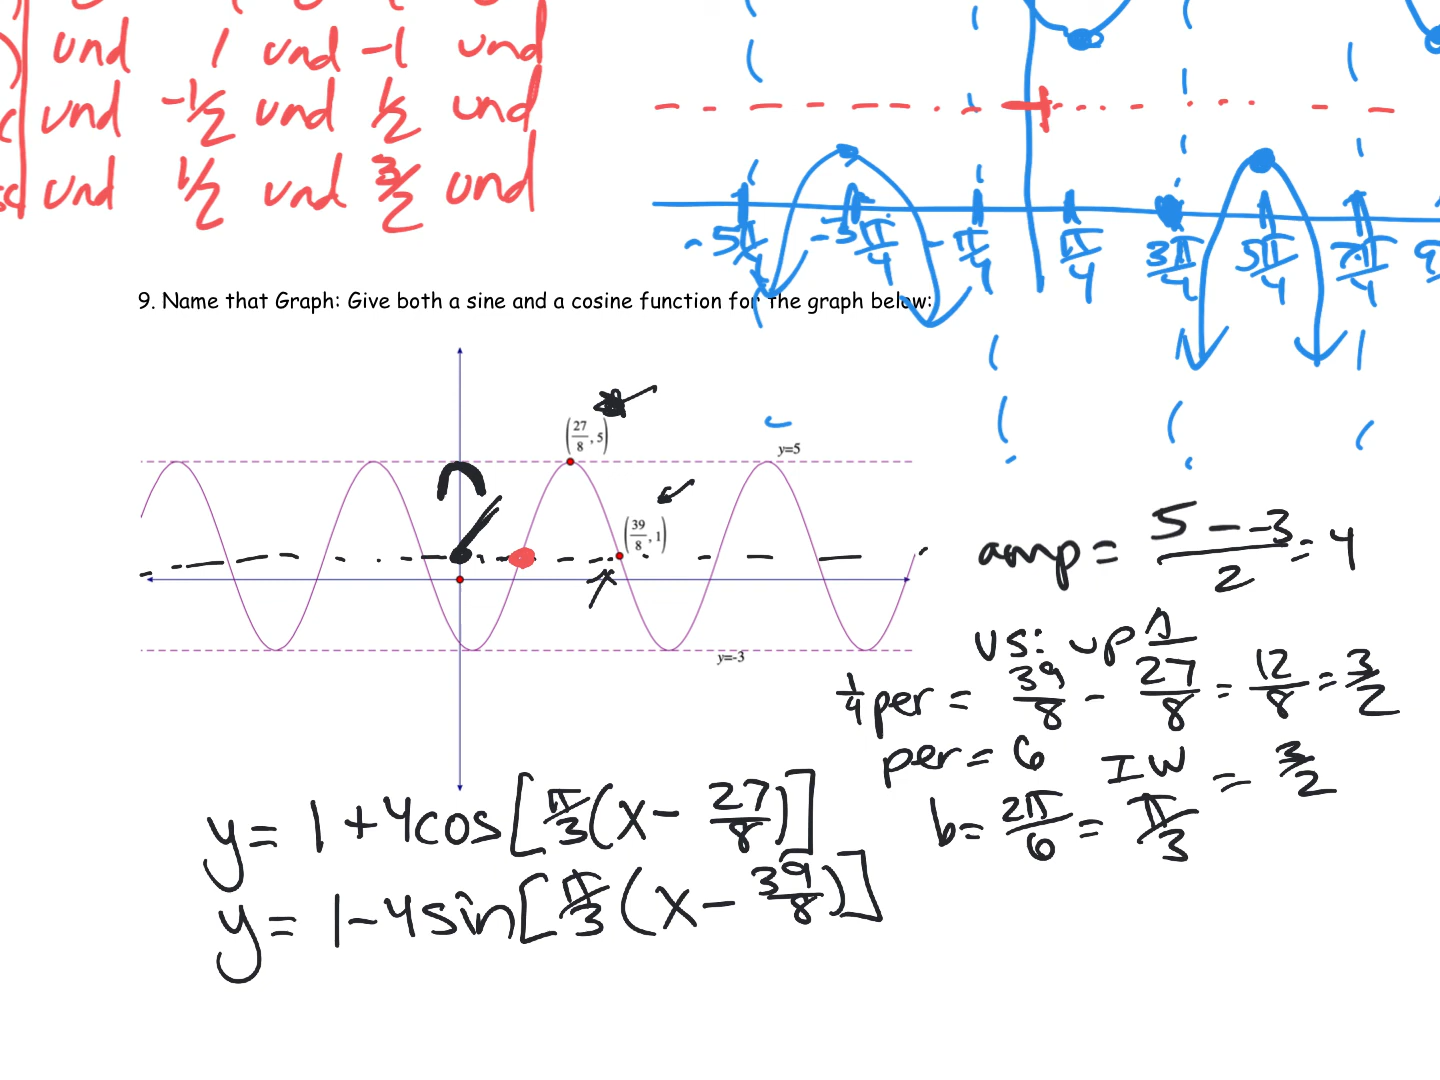 und 1 und -1 und
und -1/2 und 1/2 und
und 1/2 und 3/2 und
-5π/4 -3π/4 -π/4 π/4 3π/4 5π/4 7π/4
9. Name that Graph: Give both a sine and a cosine function for the graph below:
(27/8, 5)
y=5
(39/8, 1)
y=-3
amp = (5 - -3)/2 = 4
VS: up 1
1/4 per = 39/8 - 27/8 = 12/8 = 3/2
per = 6 IW = 3/2
b = 2π/6 = π/3
y = 1 + 4cos[π/3(x - 27/8)]
y = 1 - 4sin[π/3(x - 39/8)]